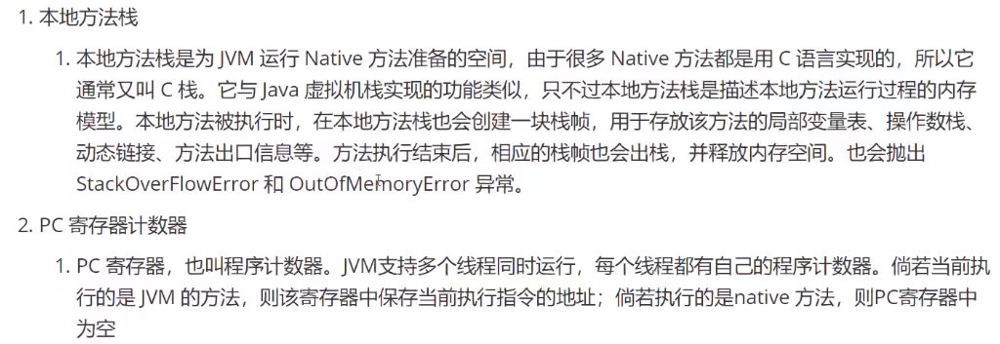 1. 本地方法栈
1. 本地方法栈是为 JVM 运行 Native 方法准备的空间，由于很多 Native 方法都是用 C 语言实现的，所以它
通常又叫 C 栈。它与 Java 虚拟机栈实现的功能类似，只不过本地方法栈是描述本地方法运行过程的内存
模型。本地方法被执行时，在本地方法栈也会创建一块栈帧，用于存放该方法的局部变量表、操作数栈、
动态链接、方法出口信息等。方法执行结束后，相应的栈帧也会出栈，并释放内存空间。也会抛出
StackOverFlowError 和 OutOfMemoryError 异常。
2. PC 寄存器计数器
1. PC 寄存器，也叫程序计数器。JVM支持多个线程同时运行，每个线程都有自己的程序计数器。倘若当前执
行的是 JVM 的方法，则该寄存器中保存当前执行指令的地址；倘若执行的是native 方法，则PC寄存器中
为空